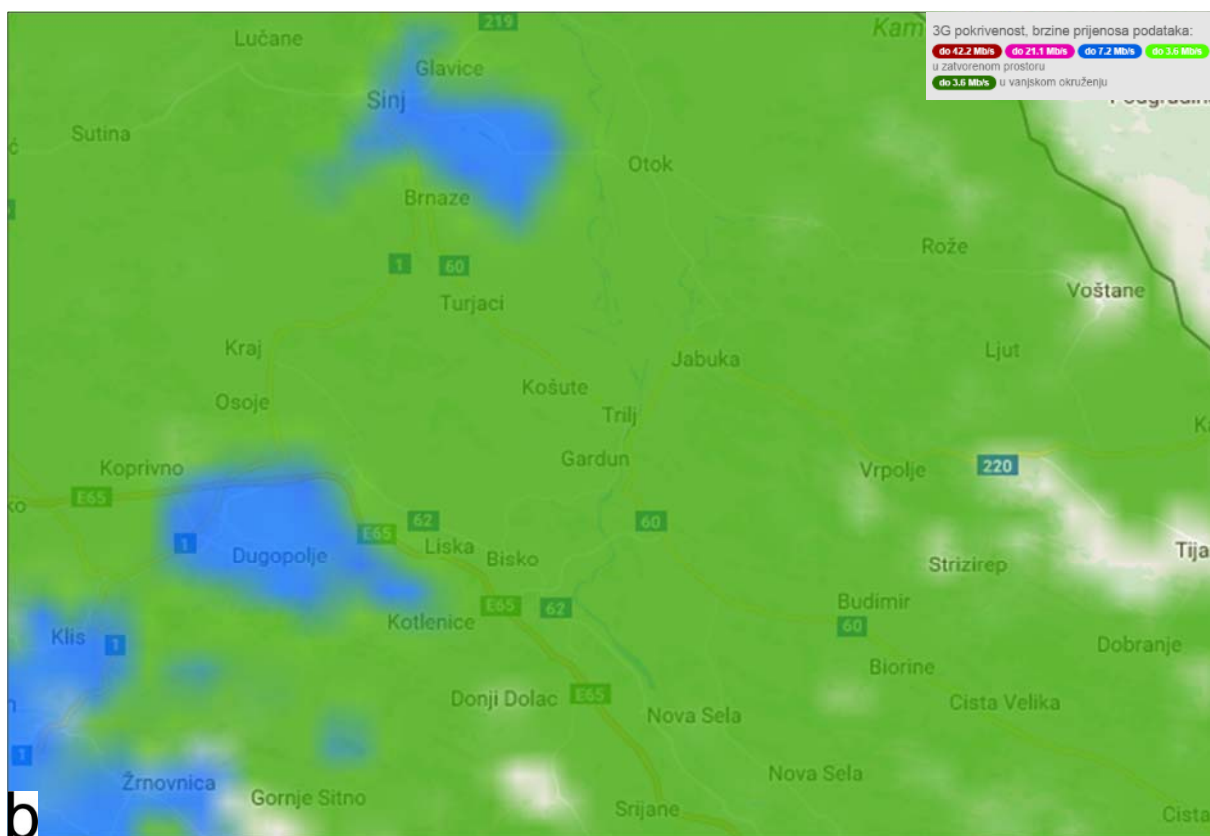 219
Kam
3G pokrivenost, brzine prijenosa podataka:
do 42.2 Mb/s do 21.1 Mb/s do 7.2 Mb/s do 3.6 Mb/s
u zatvorenom prostoru
do 3.6 Mb/s u vanjskom okruženju
Lučane
Glavice
Sinj
Sutina
ć
Otok
Brnaze
Rože
1
60
Voštane
Turjaci
Kraj
Ljut
Jabuka
Košute
Osoje
Trilj
Gardun
Koprivno
Vrpolje
220
E65
62
60
1
E65
Dugopolje
Liska
Bisko
Tija
Strizirep
Budimir
E65
62
Kotlenice
60
Klis
1
Dobranje
Biorine
Donji Dolac
E65
Cista Velika
Nova Sela
1
Žrnovnica
Nova Sela
Gornje Sitno
Srijane
Cista
b